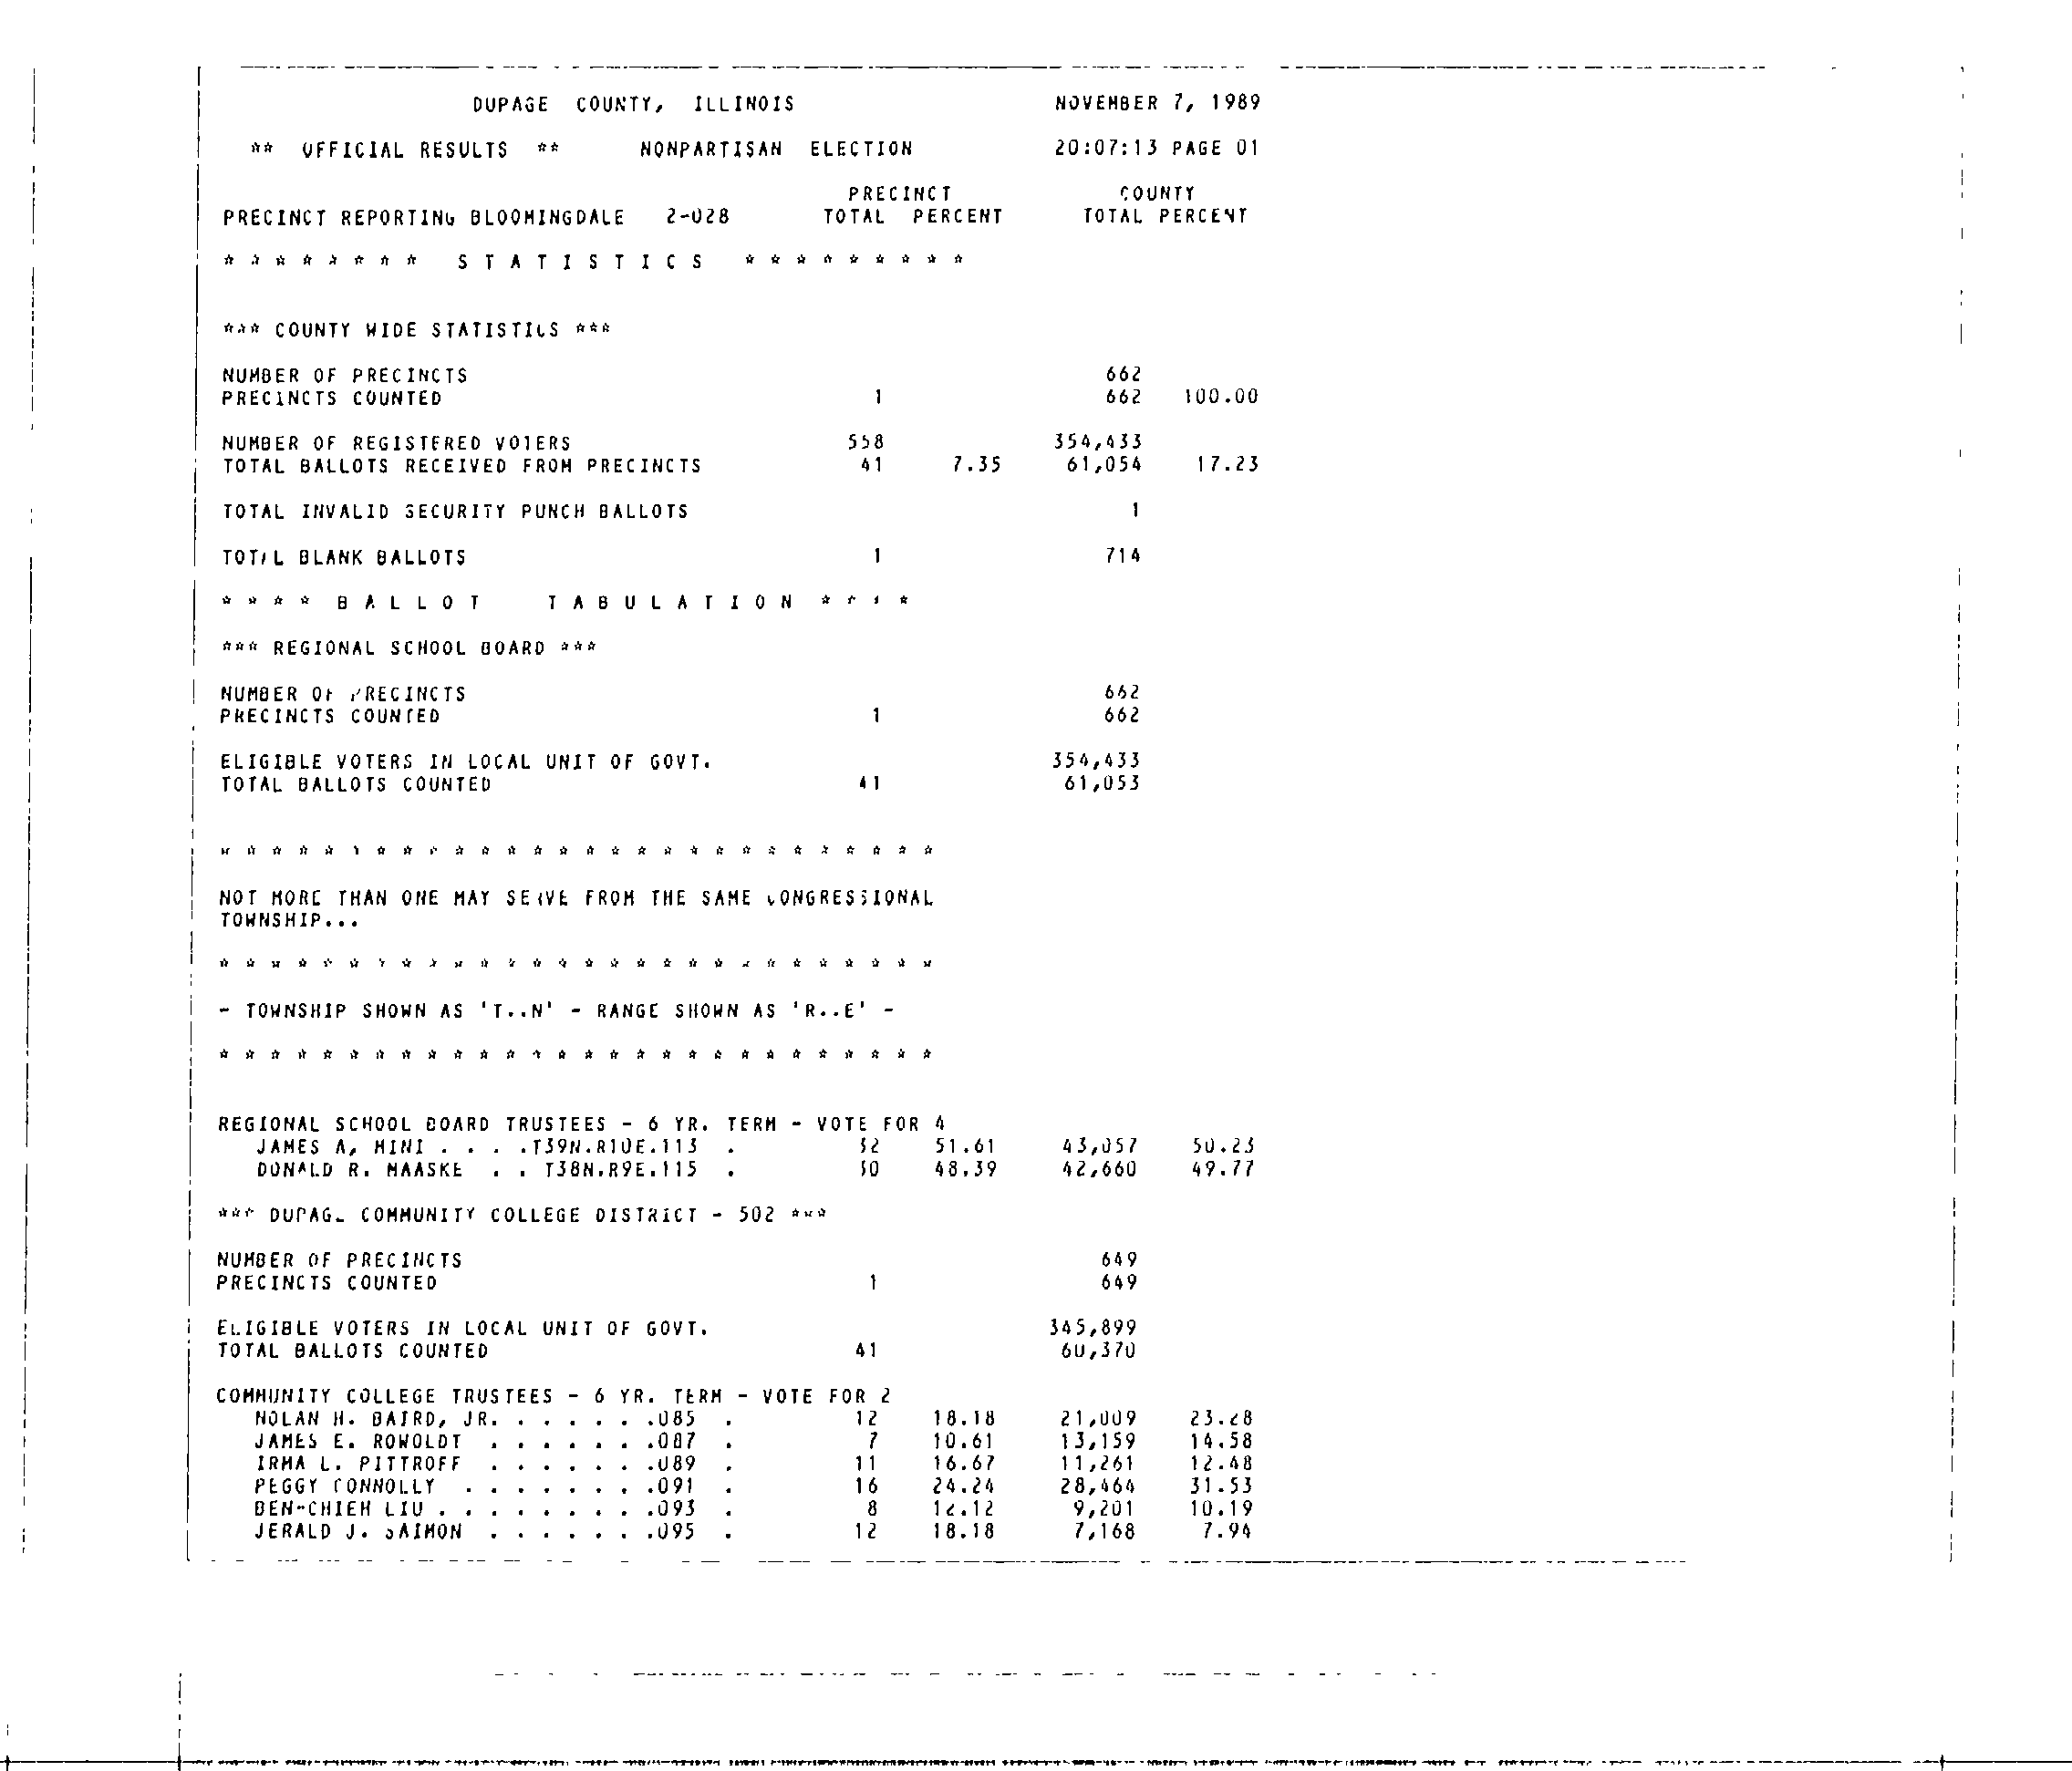 DUPAGE COUNTY, ILLINOIS NOVEMBER 7, 1989
** OFFICIAL RESULTS ** NONPARTISAN ELECTION 20:07:13 PAGE 01
PRECINCT COUNTY
PRECINCT REPORTING BLOOMINGDALE 2-028 TOTAL PERCENT TOTAL PERCENT
* * * * * * * * S T A T I S T I C S * * * * * * * * *
*** COUNTY WIDE STATISTICS ***
NUMBER OF PRECINCTS 662
PRECINCTS COUNTED 1 662 100.00
NUMBER OF REGISTERED VOTERS 558 354,433
TOTAL BALLOTS RECEIVED FROM PRECINCTS 41 7.35 61,054 17.23
TOTAL INVALID SECURITY PUNCH BALLOTS 1
TOTAL BLANK BALLOTS 1 714
* * * * B A L L O T T A B U L A T I O N * * * *
*** REGIONAL SCHOOL BOARD ***
NUMBER OF PRECINCTS 662
PRECINCTS COUNTED 1 662
ELIGIBLE VOTERS IN LOCAL UNIT OF GOVT. 354,433
TOTAL BALLOTS COUNTED 41 61,053
* * * * * * * * * * * * * * * * * * * * * * * * * * * *
NOT MORE THAN ONE MAY SERVE FROM THE SAME CONGRESSIONAL
TOWNSHIP...
* * * * * * * * * * * * * * * * * * * * * * * * * * * *
- TOWNSHIP SHOWN AS 'T..N' - RANGE SHOWN AS 'R..E' -
* * * * * * * * * * * * * * * * * * * * * * * * * * * *
REGIONAL SCHOOL BOARD TRUSTEES - 6 YR. TERM - VOTE FOR 4
JAMES A, MINI . . . .T39N.R10E.113 . 32 51.61 43,057 50.23
DONALD R. MAASKE . . T38N.R9E.115 . 30 48.39 42,660 49.77
*** DUPAGE COMMUNITY COLLEGE DISTRICT - 502 ***
NUMBER OF PRECINCTS 649
PRECINCTS COUNTED 1 649
ELIGIBLE VOTERS IN LOCAL UNIT OF GOVT. 345,899
TOTAL BALLOTS COUNTED 41 60,370
COMMUNITY COLLEGE TRUSTEES - 6 YR. TERM - VOTE FOR 2
NOLAN H. BAIRD, JR. . . . . . .085 . 12 18.18 21,009 23.28
JAMES E. ROWOLDT . . . . . . .087 . 7 10.61 13,159 14.58
IRMA L. PITTROFF . . . . . . .089 . 11 16.67 11,261 12.48
PEGGY CONNOLLY . . . . . . . .091 . 16 24.24 28,464 31.53
BEN-CHIEH LIU . . . . . . . . .093 . 8 12.12 9,201 10.19
JERALD J. SAIMON . . . . . . .095 . 12 18.18 7,168 7.94